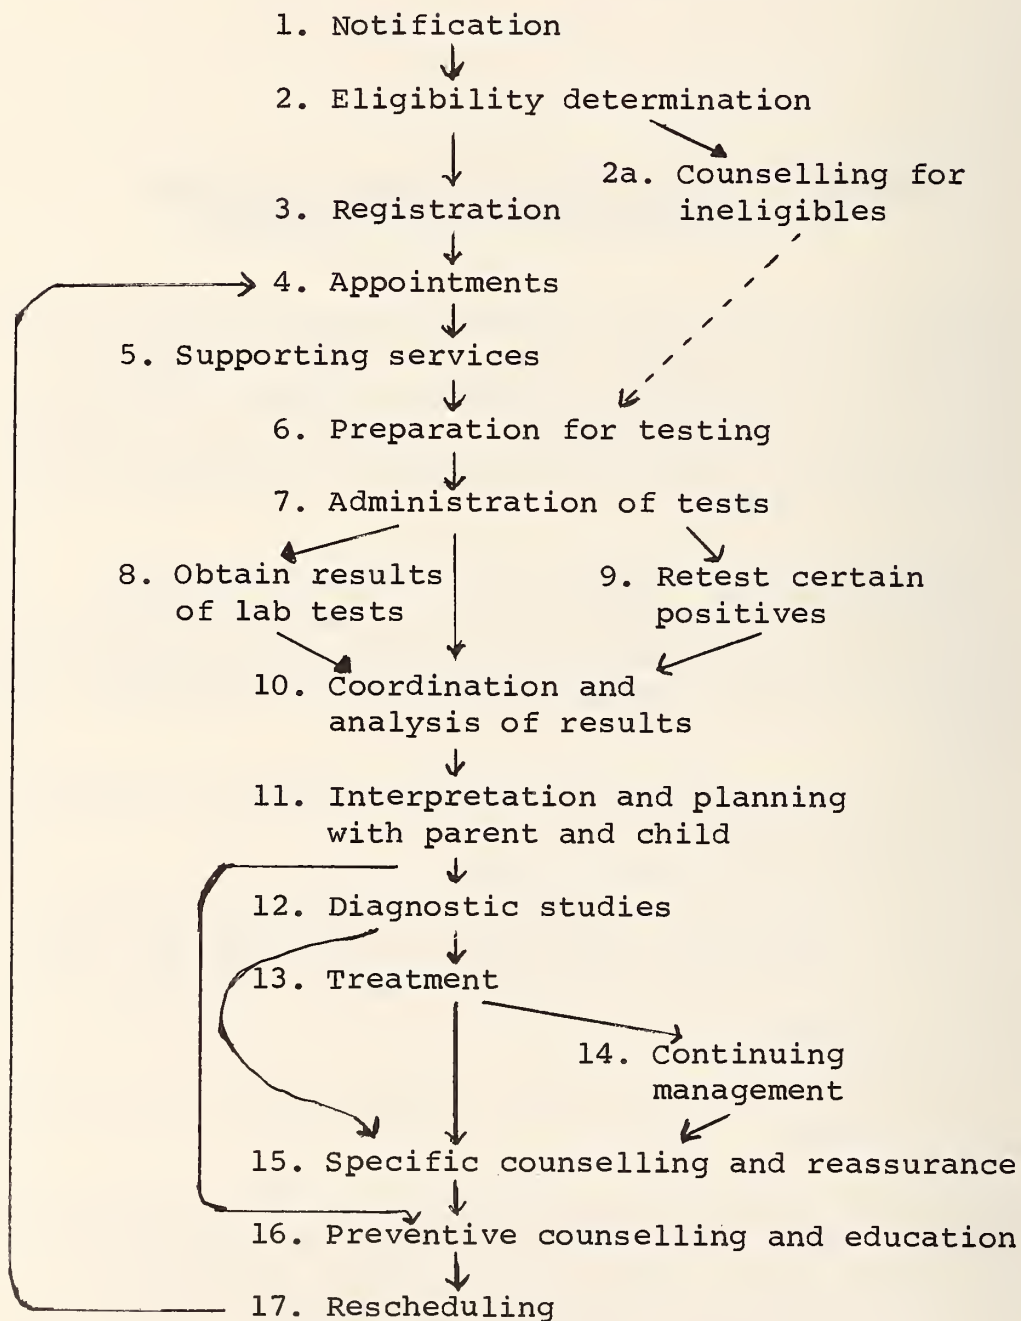 1. Notification
2. Eligibility determination
2a. Counselling for
ineligibles
3. Registration
4. Appointments
5. Supporting services
6. Preparation for testing
7. Administration of tests
8. Obtain results
of lab tests
9. Retest certain
positives
10. Coordination and
analysis of results
11. Interpretation and planning
with parent and child
12. Diagnostic studies
13. Treatment
14. Continuing
management
15. Specific counselling and reassurance
16. Preventive counselling and education
17. Rescheduling